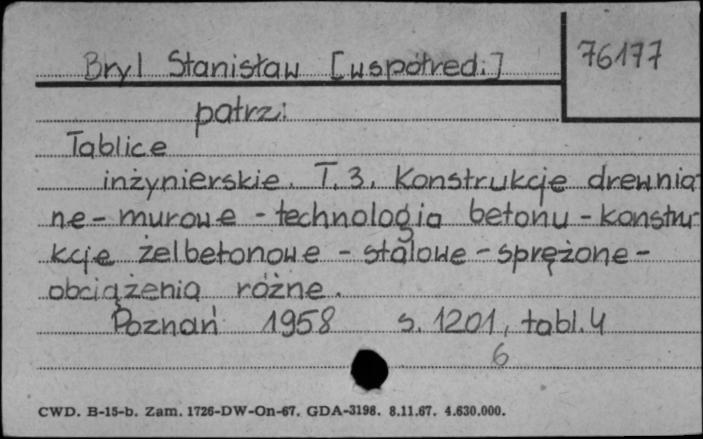 Bryl Stanisław [współred.]
76177
patrz:
Tablice
inżynierskie. T. 3. Konstrukcje drewnia-
ne - murowe - technologia betonu - konstru-
kcje żelbetonowe - stalowe - sprężone -
obciążenia różne.
Poznań 1958 s. 1201, tabl. 4
6
CWD. B-15-b. Zam. 1726-DW-On-67. GDA-3198. 8.11.67. 4.630.000.